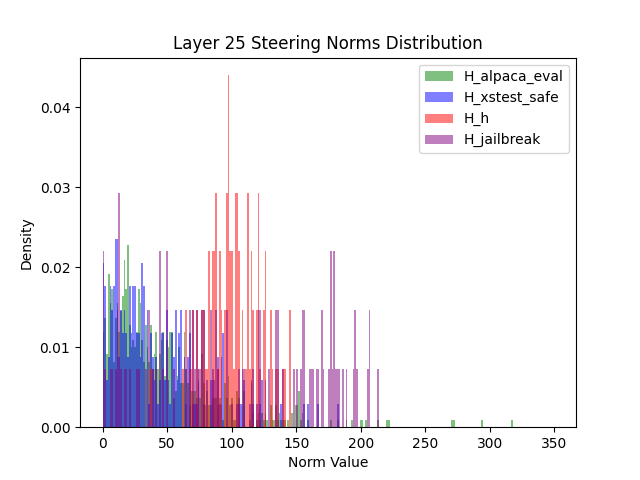 Layer 25 Steering Norms Distribution
H_alpaca_eval
H_xstest_safe
H_h
H_jailbreak
Density
0.04
0.03
0.02
0.01
0.00
0 50 100 150 200 250 300 350
Norm Value